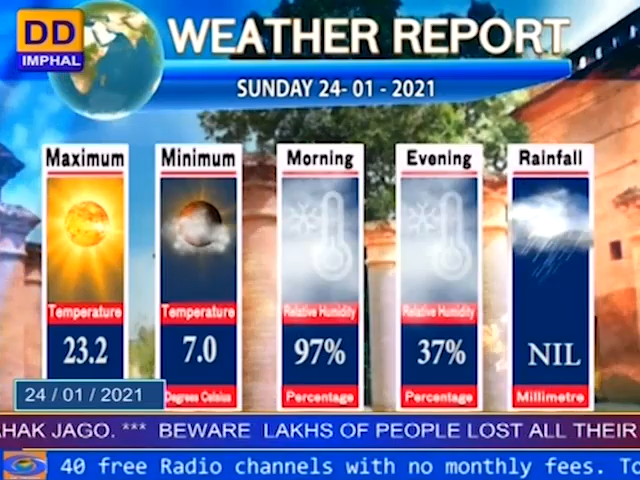 DD
IMPHAL
WEATHER REPORT
SUNDAY 24- 01 - 2021
Maximum
Temperature
23.2
Minimum
Temperature
7.0
Degrees Celsius
Morning
Relative Humidity
97%
Percentage
Evening
Relative Humidity
37%
Percentage
Rainfall
NIL
Millimetre
24 / 01 / 2021
AHAK JAGO. *** BEWARE LAKHS OF PEOPLE LOST ALL THEIR
40 free Radio channels with no monthly fees. To